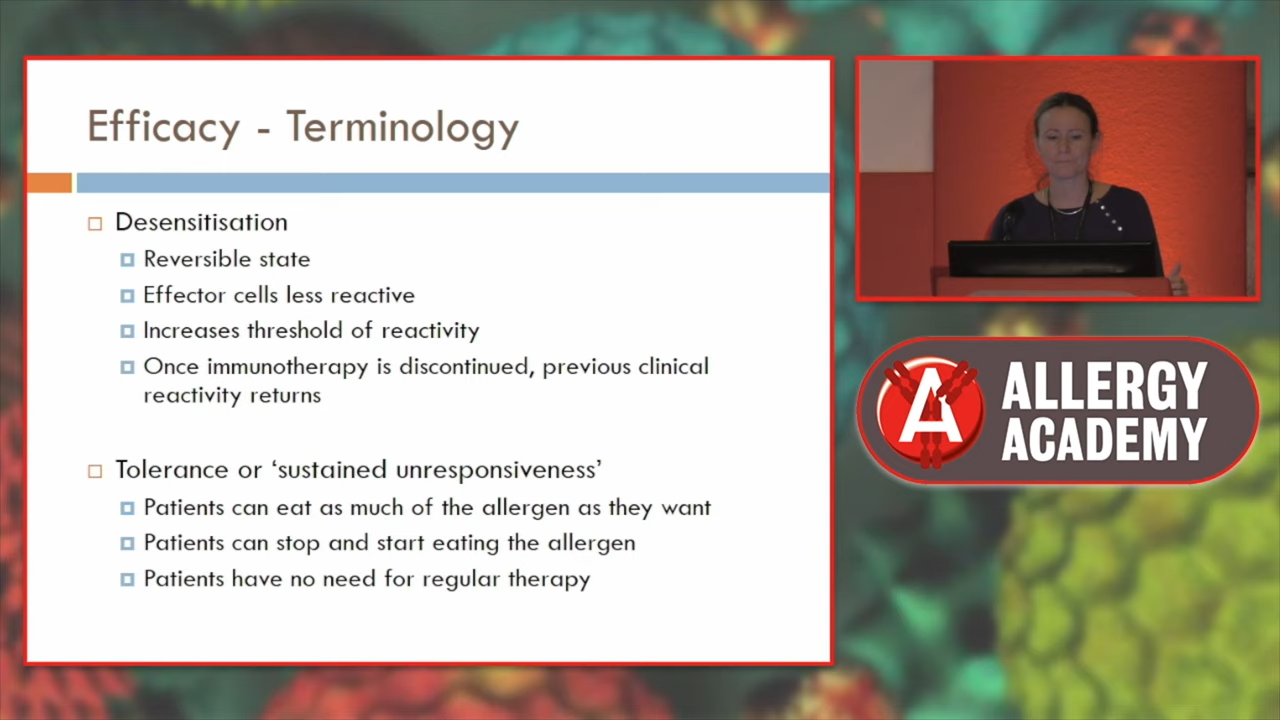 Efficacy - Terminology
Desensitisation
Reversible state
Effector cells less reactive
Increases threshold of reactivity
Once immunotherapy is discontinued, previous clinical
reactivity returns
Tolerance or ‘sustained unresponsiveness’
Patients can eat as much of the allergen as they want
Patients can stop and start eating the allergen
Patients have no need for regular therapy
A
ALLERGY
ACADEMY